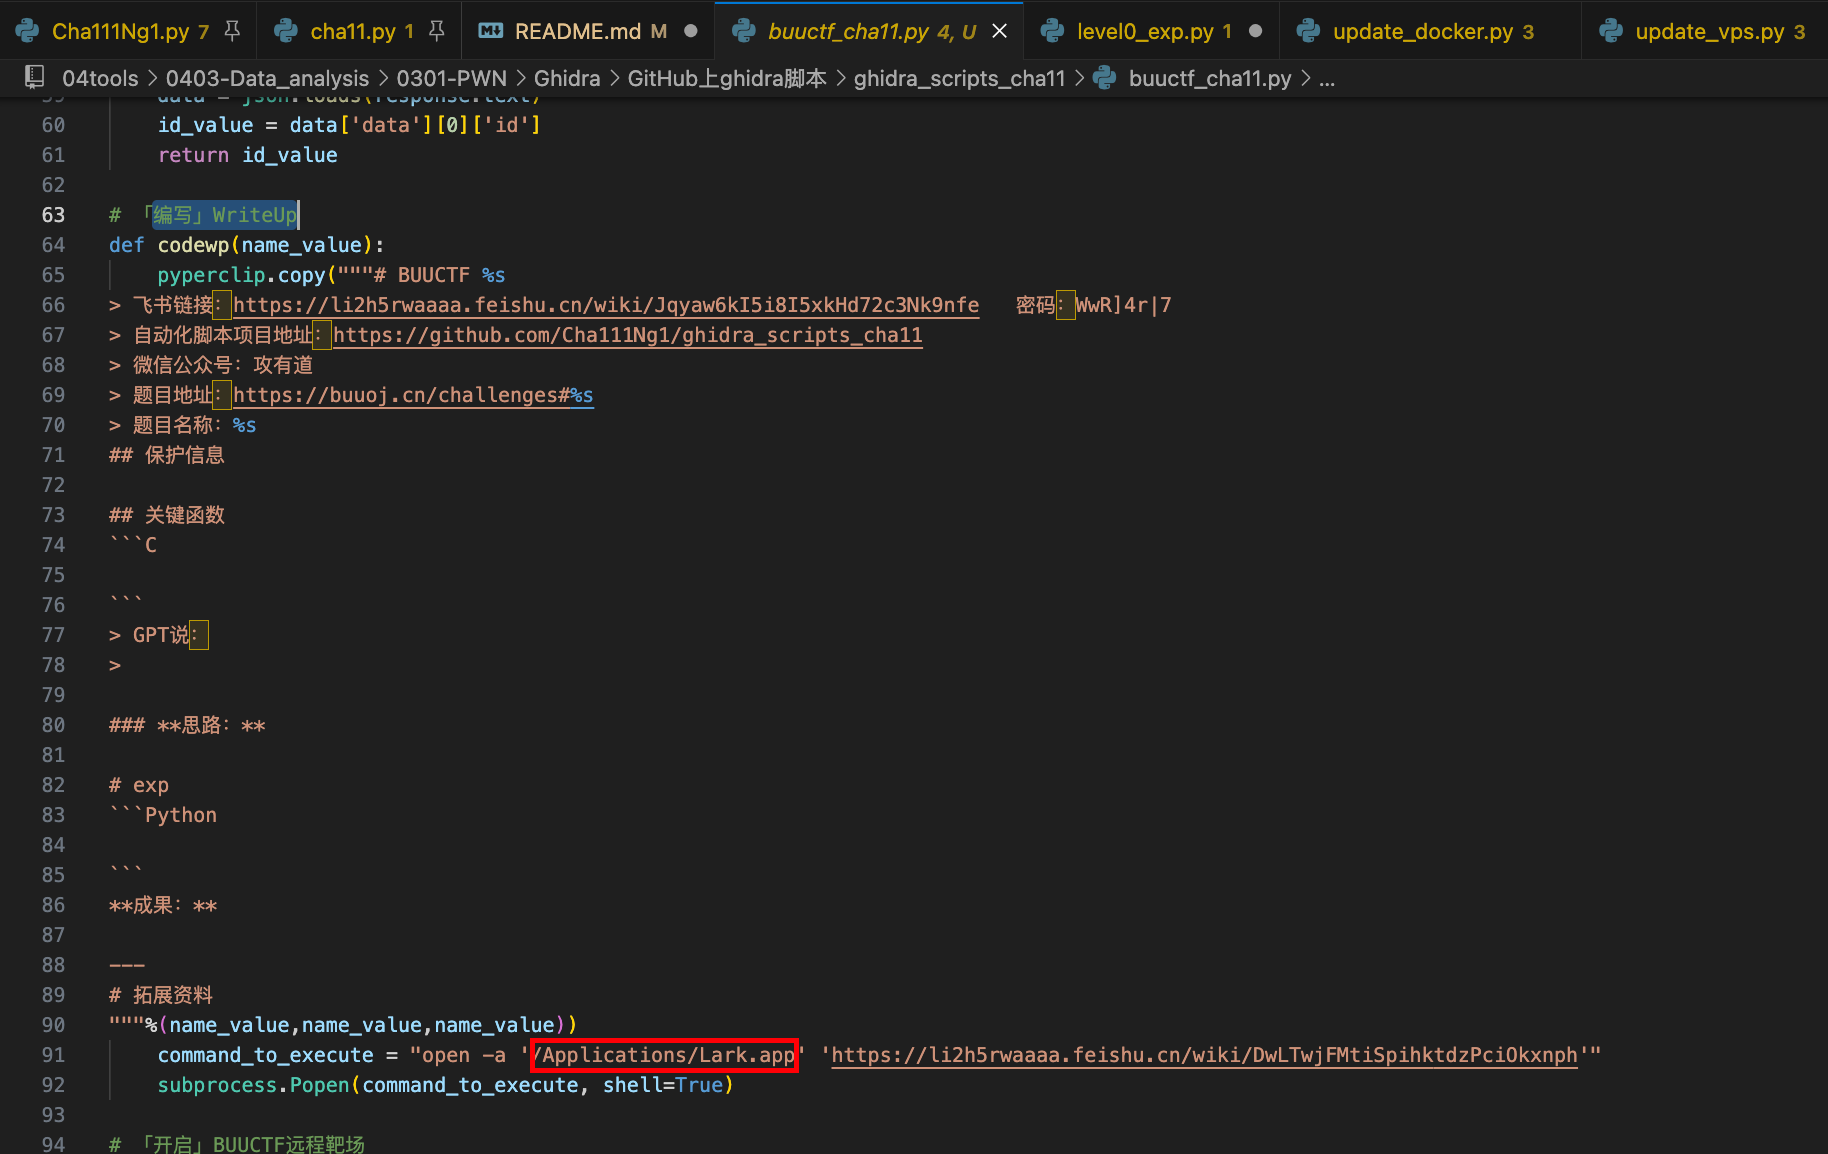 Cha111Ng1.py 7 cha11.py 1 README.md M buuctf_cha11.py 4, U level0_exp.py 1 update_docker.py 3 update_vps.py 3
04tools > 0403-Data_analysis > 0301-PWN > Ghidra > GitHub上ghidra脚本 > ghidra_scripts_cha11 > buuctf_cha11.py > ...
59 data = json.loads(response.text)
60 id_value = data['data'][0]['id']
61 return id_value
62
63 # 「编写」WriteUp
64 def codewp(name_value):
65 pyperclip.copy("""# BUUCTF %s
66 > 飞书链接：https://li2h5rwaaaa.feishu.cn/wiki/Jqyaw6kI5i8I5xkHd72c3Nk9nfe 密码：WwR]4r|7
67 > 自动化脚本项目地址：https://github.com/Cha111Ng1/ghidra_scripts_cha11
68 > 微信公众号：攻有道
69 > 题目地址：https://buuoj.cn/challenges#%s
70 > 题目名称：%s
71 ## 保护信息
72
73 ## 关键函数
74 ```C
75
76 ```
77 > GPT说：
78 >
79
80 ### **思路：**
81
82 # exp
83 ```Python
84
85 ```
86 **成果：**
87
88 ---
89 # 拓展资料
90 """%(name_value,name_value,name_value))
91 command_to_execute = "open -a '/Applications/Lark.app' 'https://li2h5rwaaaa.feishu.cn/wiki/DwLTwjFMtiSpihktdzPciOkxnph'"
92 subprocess.Popen(command_to_execute, shell=True)
93
94 # 「开启」BUUCTF远程靶场